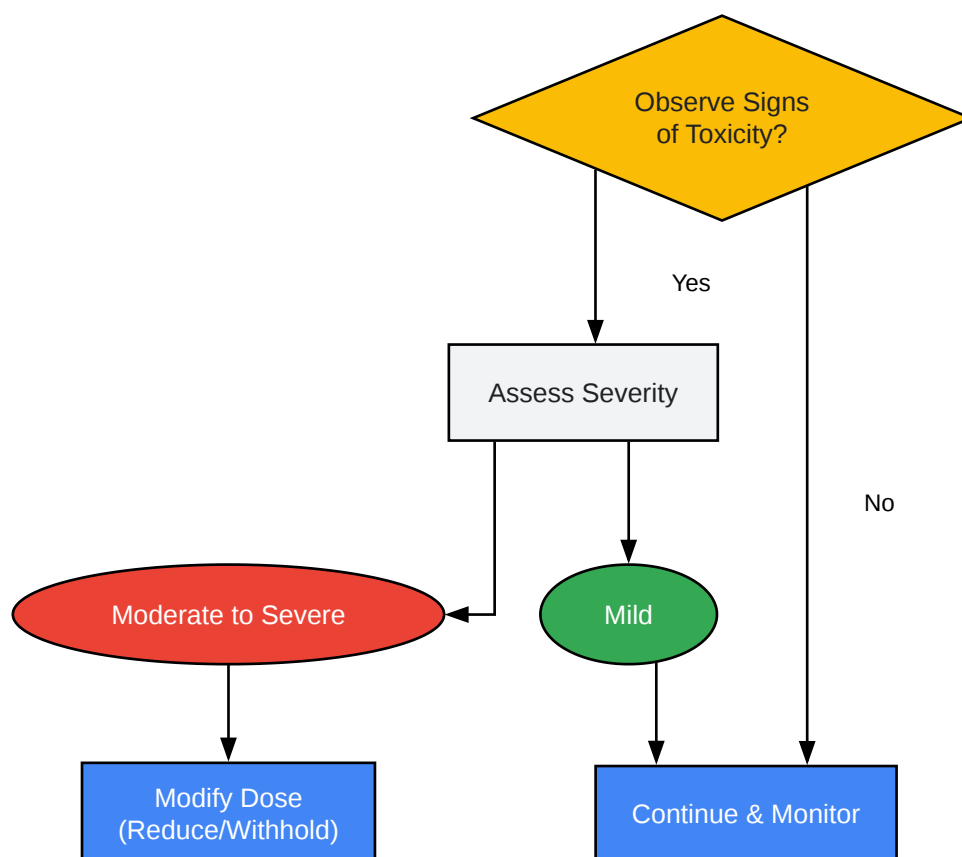 Observe Signs
of Toxicity?
Yes
Assess Severity
No
Moderate to Severe
Mild
Modify Dose
(Reduce/Withhold)
Continue & Monitor